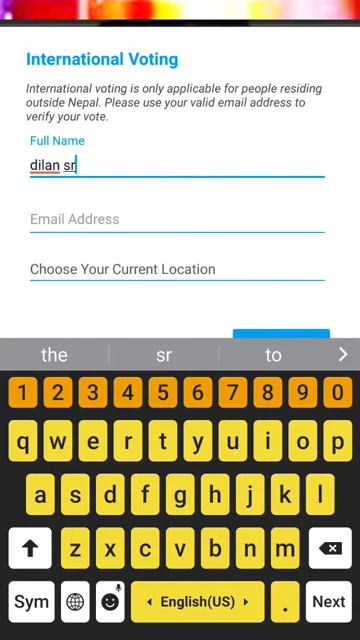 International Voting
International voting is only applicable for people residing
outside Nepal. Please use your valid email address to
verify your vote.
Full Name
dilan sr
Email Address
Choose Your Current Location
the sr to
1 2 3 4 5 6 7 8 9 0
q w e r t y u i o p
a s d f g h j k l
z x c v b n m
Sym English(US) . Next